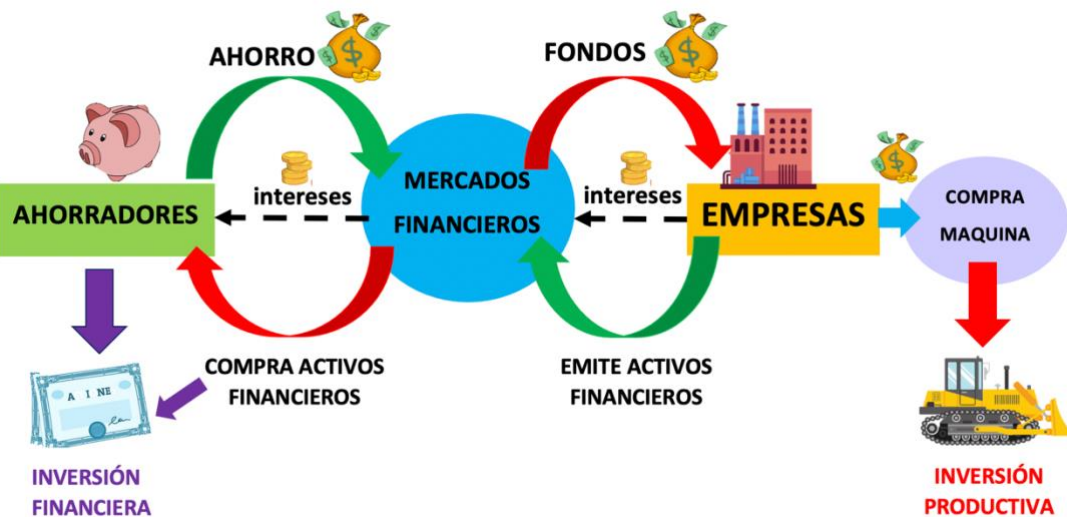 AHORRO
FONDOS
AHORRADORES
intereses
MERCADOS
FINANCIEROS
intereses
EMPRESAS
COMPRA
MAQUINA
COMPRA ACTIVOS
FINANCIEROS
EMITE ACTIVOS
FINANCIEROS
A I NE
INVERSIÓN
FINANCIERA
INVERSIÓN
PRODUCTIVA